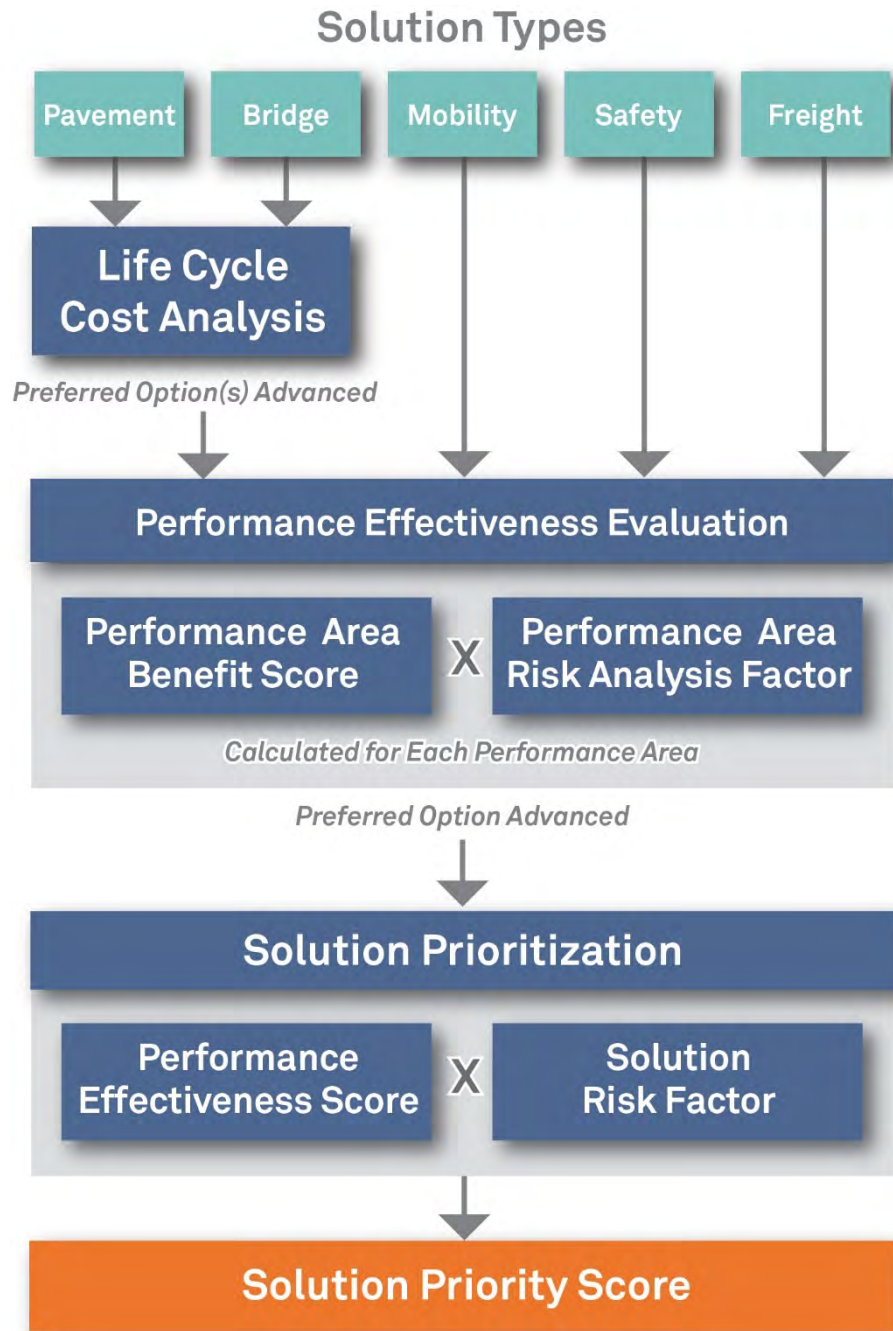 Solution Types
Pavement
Bridge
Mobility
Safety
Freight
Life Cycle
Cost Analysis
Preferred Option(s) Advanced
Performance Effectiveness Evaluation
Performance Area
Benefit Score
X
Performance Area
Risk Analysis Factor
Calculated for Each Performance Area
Preferred Option Advanced
Solution Prioritization
Performance
Effectiveness Score
X
Solution
Risk Factor
Solution Priority Score